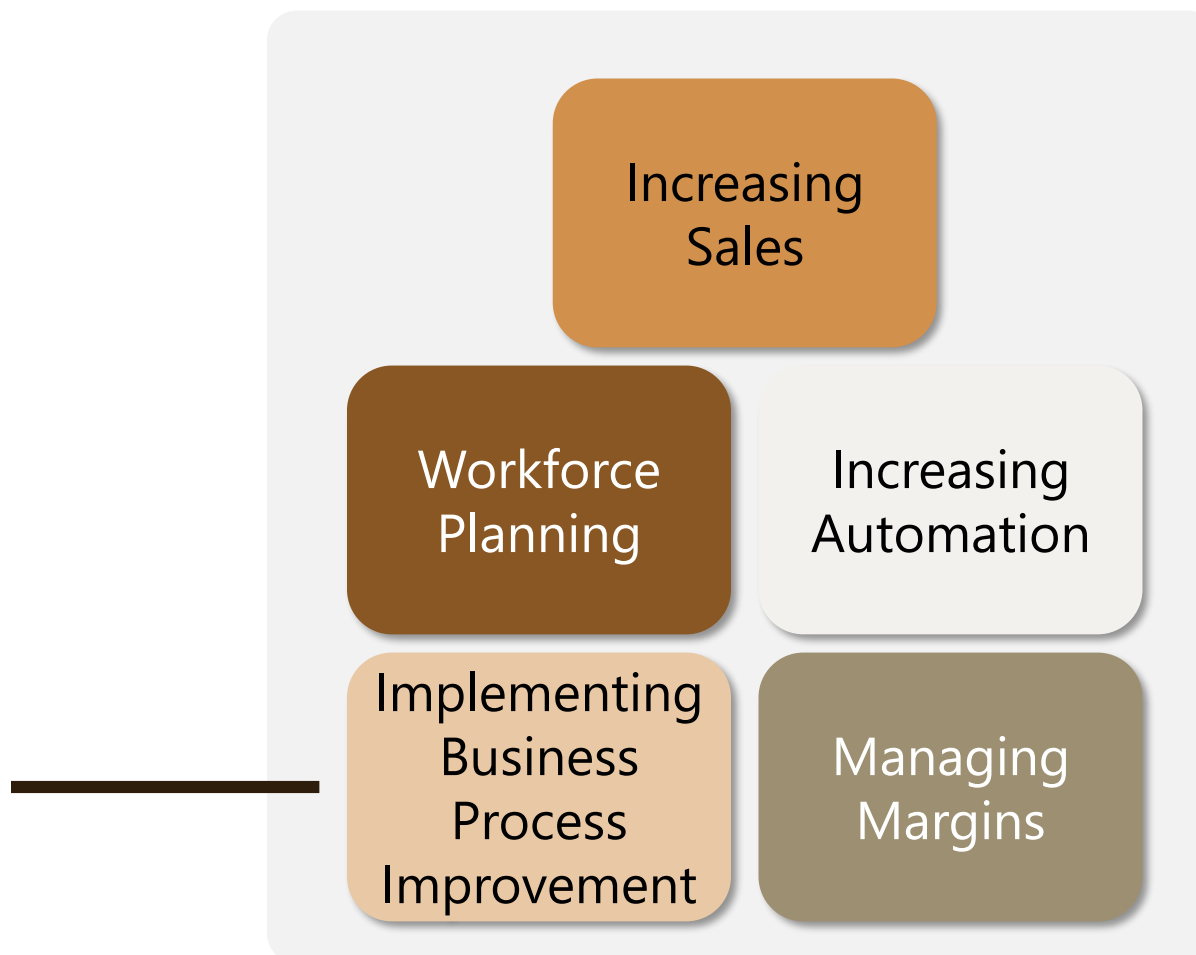 Increasing
Sales
Workforce
Planning
Increasing
Automation
Implementing
Business
Process
Improvement
Managing
Margins